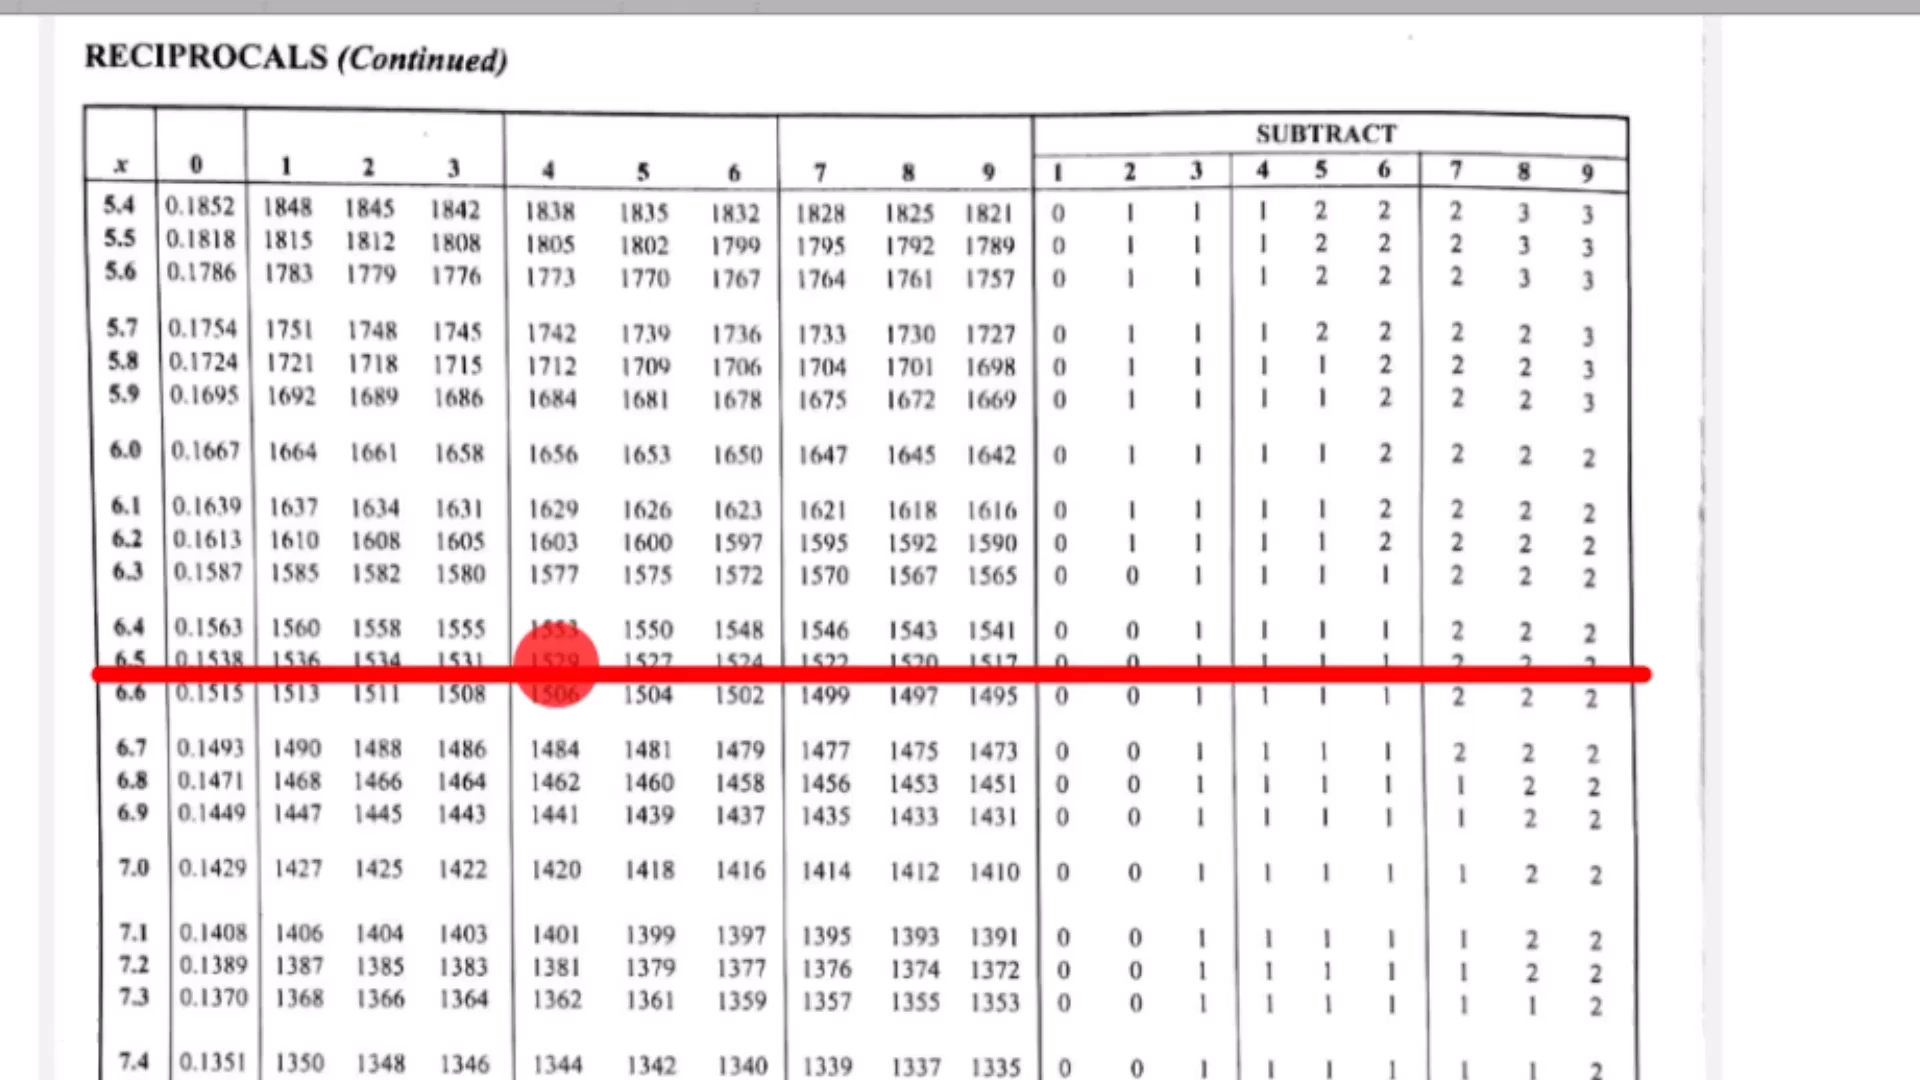 RECIPROCALS (Continued)
SUBTRACT
x 0 1 2 3 4 5 6 7 8 9 1 2 3 4 5 6 7 8 9
5.4 0.1852 1848 1845 1842 1838 1835 1832 1828 1825 1821 0 1 1 1 2 2 2 3 3
5.5 0.1818 1815 1812 1808 1805 1802 1799 1795 1792 1789 0 1 1 1 2 2 2 3 3
5.6 0.1786 1783 1779 1776 1773 1770 1767 1764 1761 1757 0 1 1 1 2 2 2 3 3
5.7 0.1754 1751 1748 1745 1742 1739 1736 1733 1730 1727 0 1 1 1 2 2 2 2 3
5.8 0.1724 1721 1718 1715 1712 1709 1706 1704 1701 1698 0 1 1 1 1 2 2 2 3
5.9 0.1695 1692 1689 1686 1684 1681 1678 1675 1672 1669 0 1 1 1 1 2 2 2 3
6.0 0.1667 1664 1661 1658 1656 1653 1650 1647 1645 1642 0 1 1 1 1 2 2 2 2
6.1 0.1639 1637 1634 1631 1629 1626 1623 1621 1618 1616 0 1 1 1 1 2 2 2 2
6.2 0.1613 1610 1608 1605 1603 1600 1597 1595 1592 1590 0 1 1 1 1 2 2 2 2
6.3 0.1587 1585 1582 1580 1577 1575 1572 1570 1567 1565 0 0 1 1 1 1 2 2 2
6.4 0.1563 1560 1558 1555 1553 1550 1548 1546 1543 1541 0 0 1 1 1 1 2 2 2
6.5 0.1538 1536 1534 1531 1529 1527 1524 1522 1520 1517 0 0 1 1 1 1 2 2 2
6.6 0.1515 1513 1511 1508 1506 1504 1502 1499 1497 1495 0 0 1 1 1 1 2 2 2
6.7 0.1493 1490 1488 1486 1484 1481 1479 1477 1475 1473 0 0 1 1 1 1 2 2 2
6.8 0.1471 1468 1466 1464 1462 1460 1458 1456 1453 1451 0 0 1 1 1 1 1 2 2
6.9 0.1449 1447 1445 1443 1441 1439 1437 1435 1433 1431 0 0 1 1 1 1 1 2 2
7.0 0.1429 1427 1425 1422 1420 1418 1416 1414 1412 1410 0 0 1 1 1 1 1 2 2
7.1 0.1408 1406 1404 1403 1401 1399 1397 1395 1393 1391 0 0 1 1 1 1 1 2 2
7.2 0.1389 1387 1385 1383 1381 1379 1377 1376 1374 1372 0 0 1 1 1 1 1 2 2
7.3 0.1370 1368 1366 1364 1362 1361 1359 1357 1355 1353 0 0 1 1 1 1 1 1 2
7.4 0.1351 1350 1348 1346 1344 1342 1340 1339 1337 1335 0 0 1 1 1 1 1 1 2